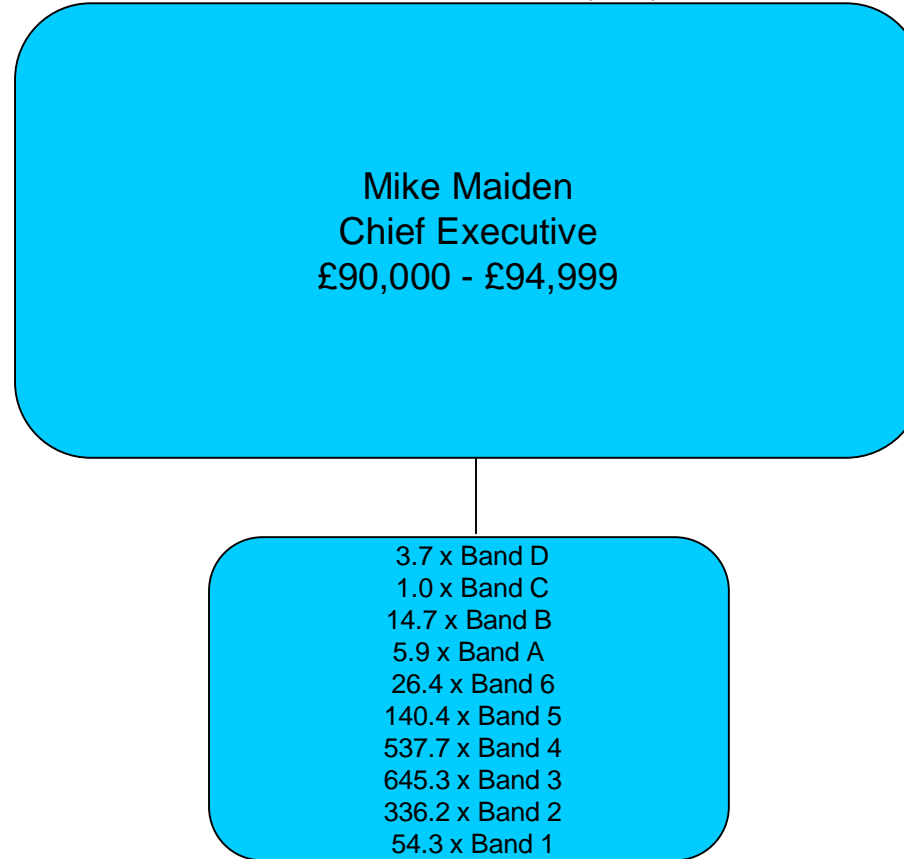 Mike Maiden
Chief Executive
£90,000 - £94,999
3.7 x Band D
1.0 x Band C
14.7 x Band B
5.9 x Band A
26.4 x Band 6
140.4 x Band 5
537.7 x Band 4
645.3 x Band 3
336.2 x Band 2
54.3 x Band 1